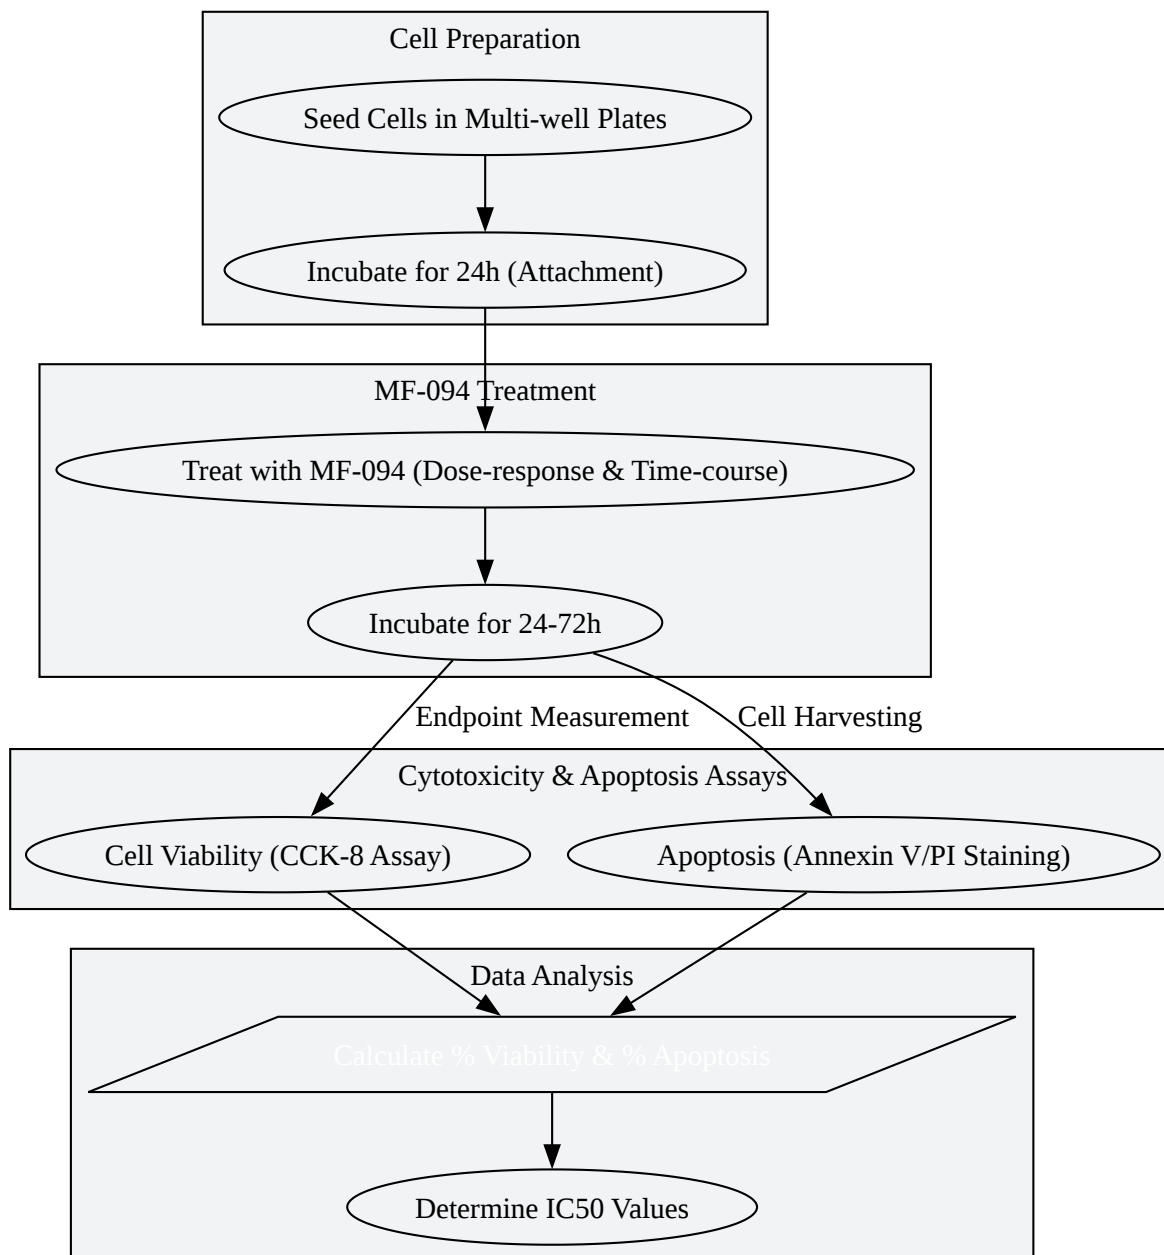 Cell Preparation
Seed Cells in Multi-well Plates
Incubate for 24h (Attachment)
MF-094 Treatment
Treat with MF-094 (Dose-response & Time-course)
Incubate for 24-72h
Endpoint Measurement
Cell Harvesting
Cytotoxicity & Apoptosis Assays
Cell Viability (CCK-8 Assay)
Apoptosis (Annexin V/PI Staining)
Data Analysis
Calculate % Viability & % Apoptosis
Determine IC50 Values